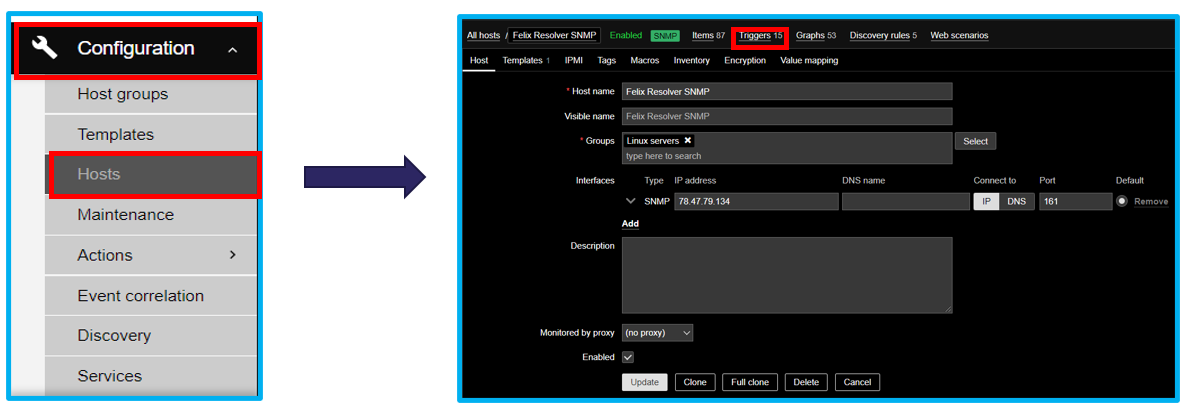 Configuration
Host groups
Templates
Hosts
Maintenance
Actions
Event correlation
Discovery
Services
All hosts / Felix Resolver SNMP Enabled SNMP Items 87 Triggers 15 Graphs 53 Discovery rules 5 Web scenarios
Host Templates 1 IPMI Tags Macros Inventory Encryption Value mapping
* Host name Felix Resolver SNMP
Visible name Felix Resolver SNMP
* Groups Linux servers Select
type here to search
Interfaces Type IP address DNS name Connect to Port Default
SNMP 78.47.79.134 IP DNS 161 Remove
Add
Description
Monitored by proxy (no proxy)
Enabled
Update Clone Full clone Delete Cancel